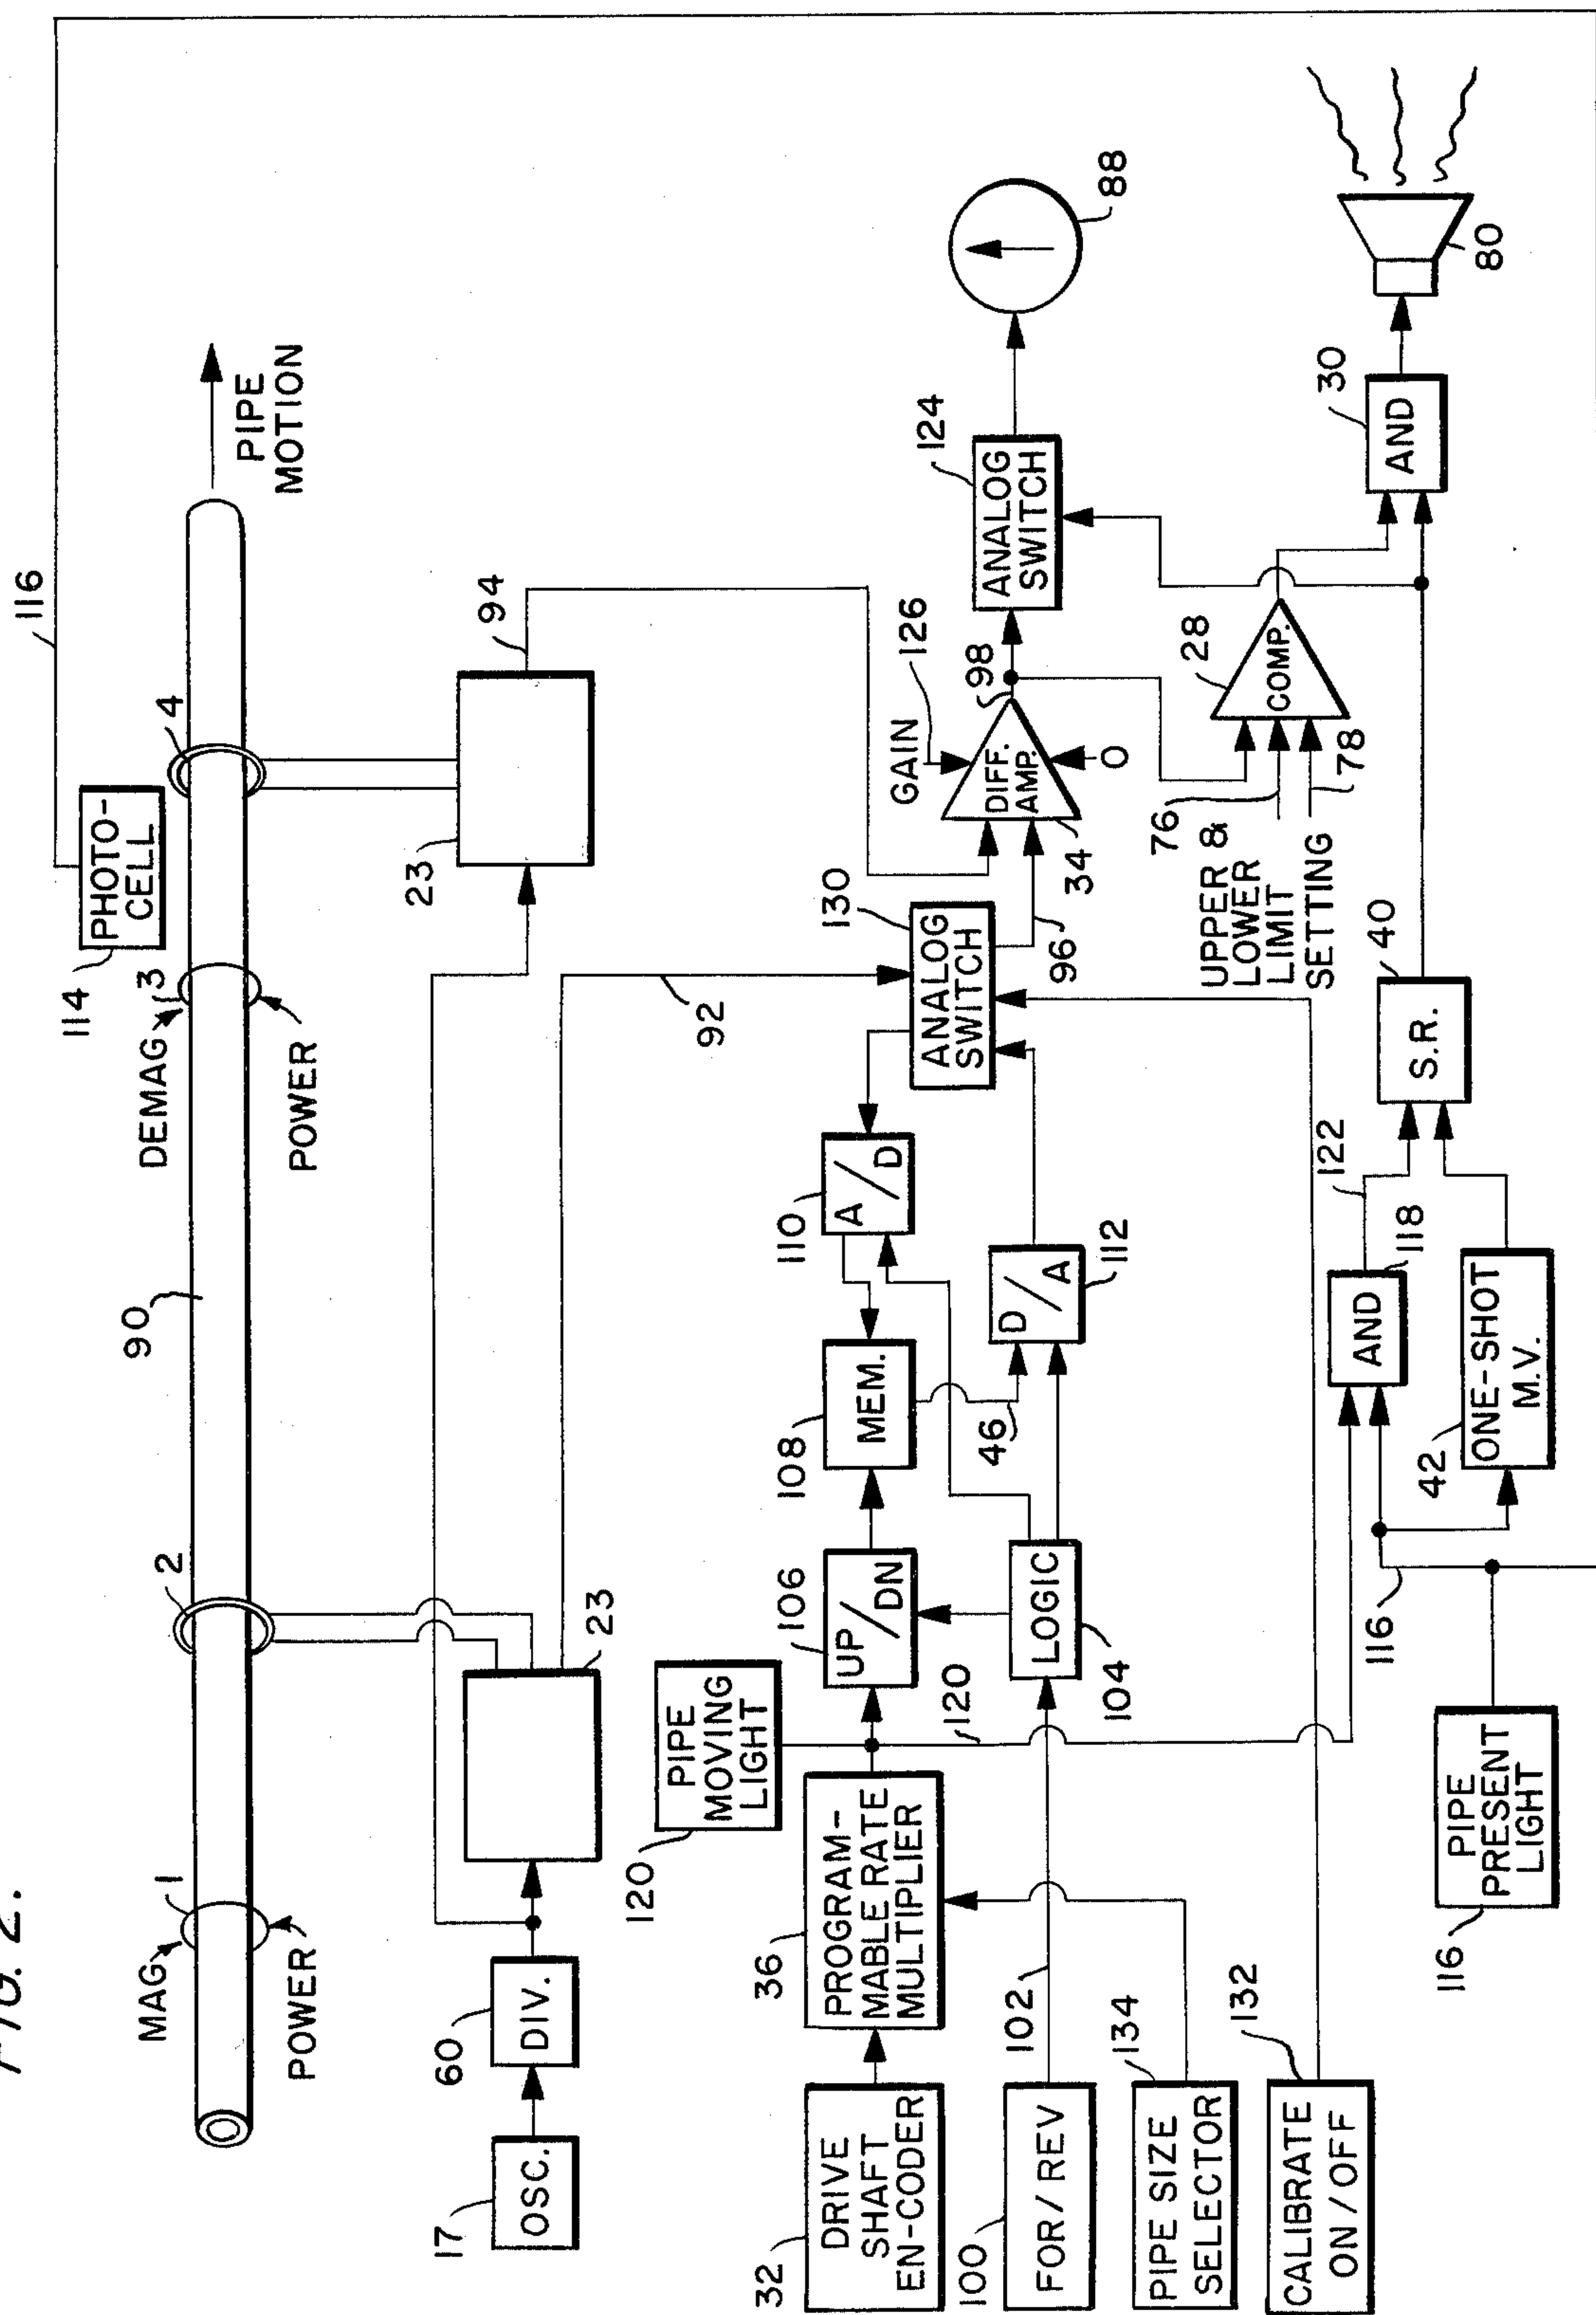 FIG. 2.
116
114
PHOTO-
CELL
MAG
1
POWER
2
90
DEMAG
3
POWER
4
PIPE
MOTION
17
OSC.
60
DIV.
23
92
23
94
120
PIPE
MOVING
LIGHT
32
DRIVE
SHAFT
EN-CODER
36
PROGRAM-
MABLE RATE
MULTIPLIER
106
UP/DN
108
MEM.
110
A/D
130
ANALOG
SWITCH
GAIN
126
DIFF.
AMP.
98
34
96
0
124
ANALOG
SWITCH
88
120
100
FOR/REV
102
LOGIC
104
46
D/A
112
134
PIPE SIZE
SELECTOR
76
UPPER &
LOWER
LIMIT
SETTING
78
28
COMP.
132
CALIBRATE
ON/OFF
116
AND
118
122
S.R.
40
30
AND
80
42
ONE-SHOT
M.V.
116
PIPE
PRESENT
LIGHT